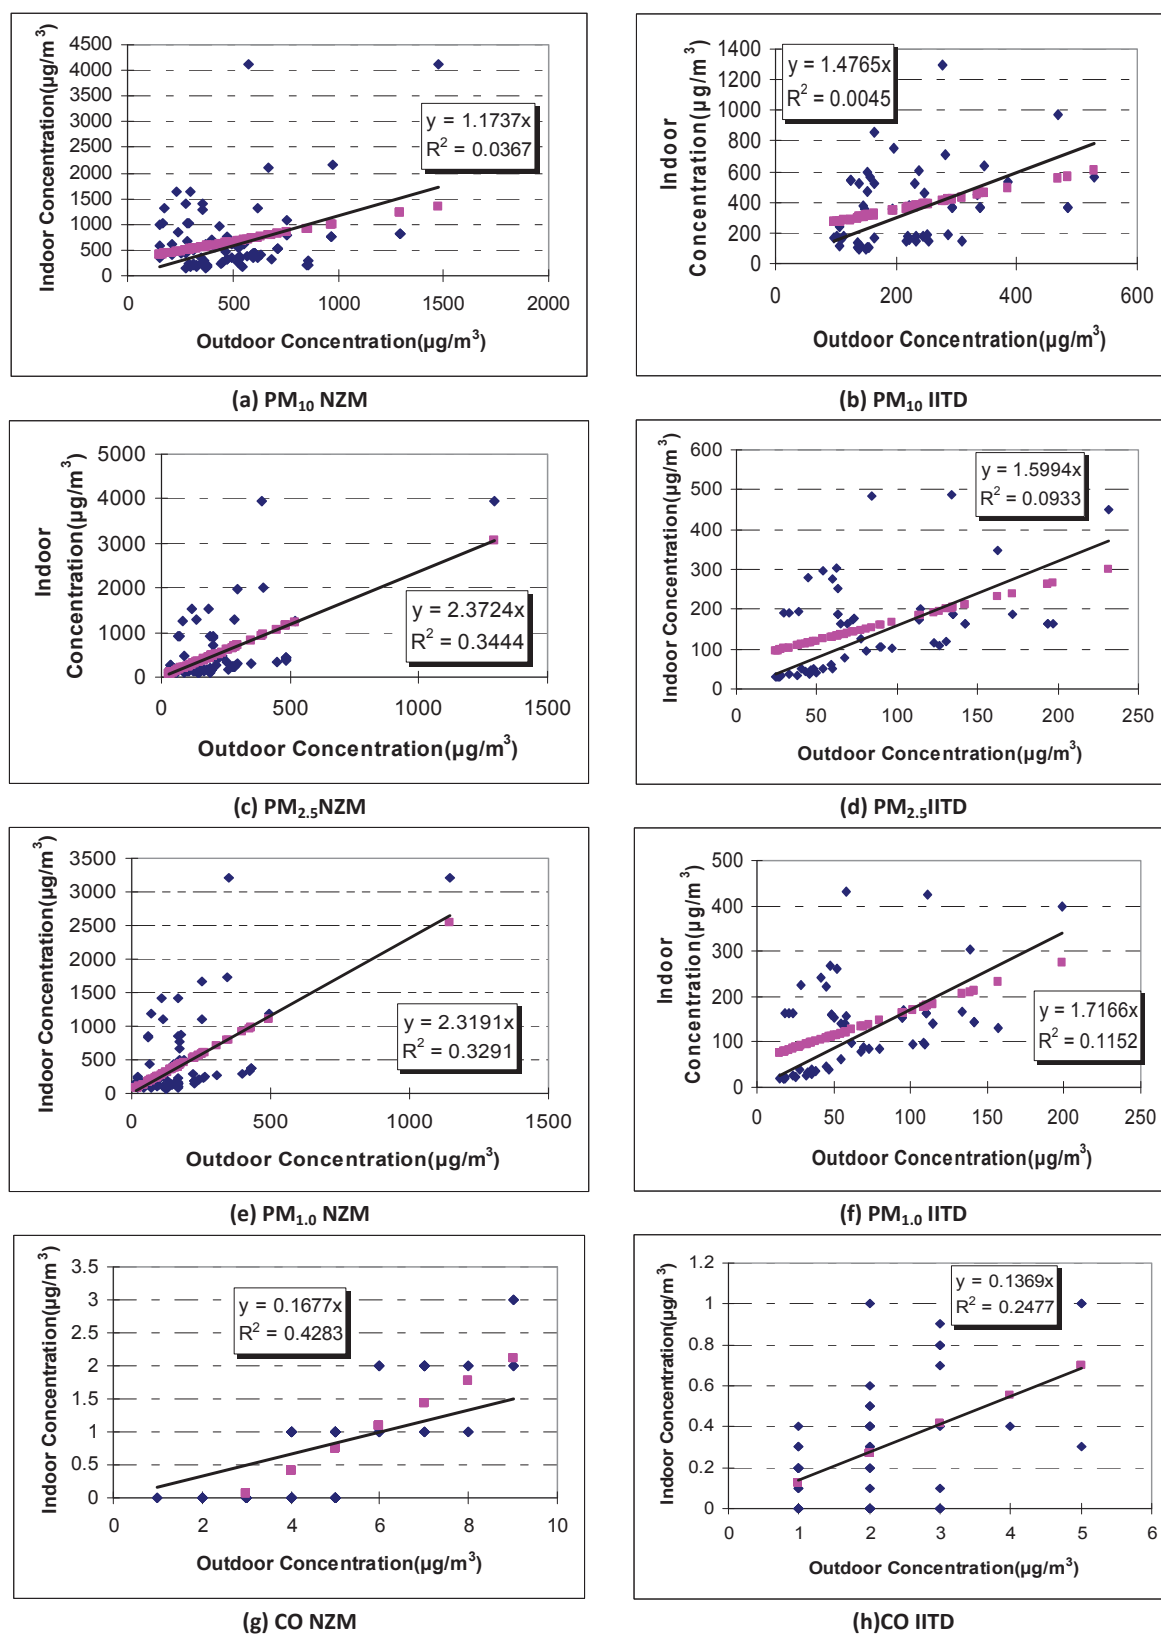 4500
4000
3500
3000
2500
2000
1500
1000
500
0
Indoor Concentration(µg/m³)
y = 1.1737x
R² = 0.0367
0 500 1000 1500 2000
Outdoor Concentration(µg/m³)
(a) PM₁₀ NZM
1400
1200
1000
800
600
400
200
0
Indoor
Concentration(µg/m³)
y = 1.4765x
R² = 0.0045
0 200 400 600
Outdoor Concentration(µg/m³)
(b) PM₁₀ IITD
5000
4000
3000
2000
1000
0
Indoor
Concentration(µg/m³)
y = 2.3724x
R² = 0.3444
0 500 1000 1500
Outdoor Concentration(µg/m³)
(c) PM₂.₅NZM
600
500
400
300
200
100
0
Indoor Concentration(µg/m³)
y = 1.5994x
R² = 0.0933
0 50 100 150 200 250
Outdoor Concentration(µg/m³)
(d) PM₂.₅IITD
3500
3000
2500
2000
1500
1000
500
0
Indoor Concentration(µg/m³)
y = 2.3191x
R² = 0.3291
0 500 1000 1500
Outdoor Concentration(µg/m³)
(e) PM₁.₀ NZM
500
400
300
200
100
0
Indoor
Concentration(µg/m³)
y = 1.7166x
R² = 0.1152
0 50 100 150 200 250
Outdoor Concentration(µg/m³)
(f) PM₁.₀ IITD
3.5
3
2.5
2
1.5
1
0.5
0
Indoor Concentration(µg/m³)
y = 0.1677x
R² = 0.4283
0 2 4 6 8 10
Outdoor Concentration(µg/m³)
(g) CO NZM
1.2
1
0.8
0.6
0.4
0.2
0
Indoor Concentration(µg/m³)
y = 0.1369x
R² = 0.2477
0 1 2 3 4 5 6
Outdoor Concentration(µg/m³)
(h)CO IITD